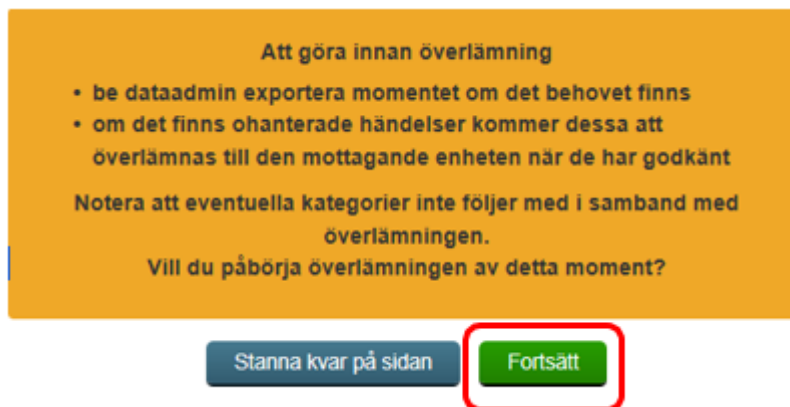 Att göra innan överlämning
• be dataadmin exportera momentet om det behovet finns
• om det finns ohanterade händelser kommer dessa att
överlämnas till den mottagande enheten när de har godkänt
Notera att eventuella kategorier inte följer med i samband med
överlämningen.
Vill du påbörja överlämningen av detta moment?
Stanna kvar på sidan
Fortsätt